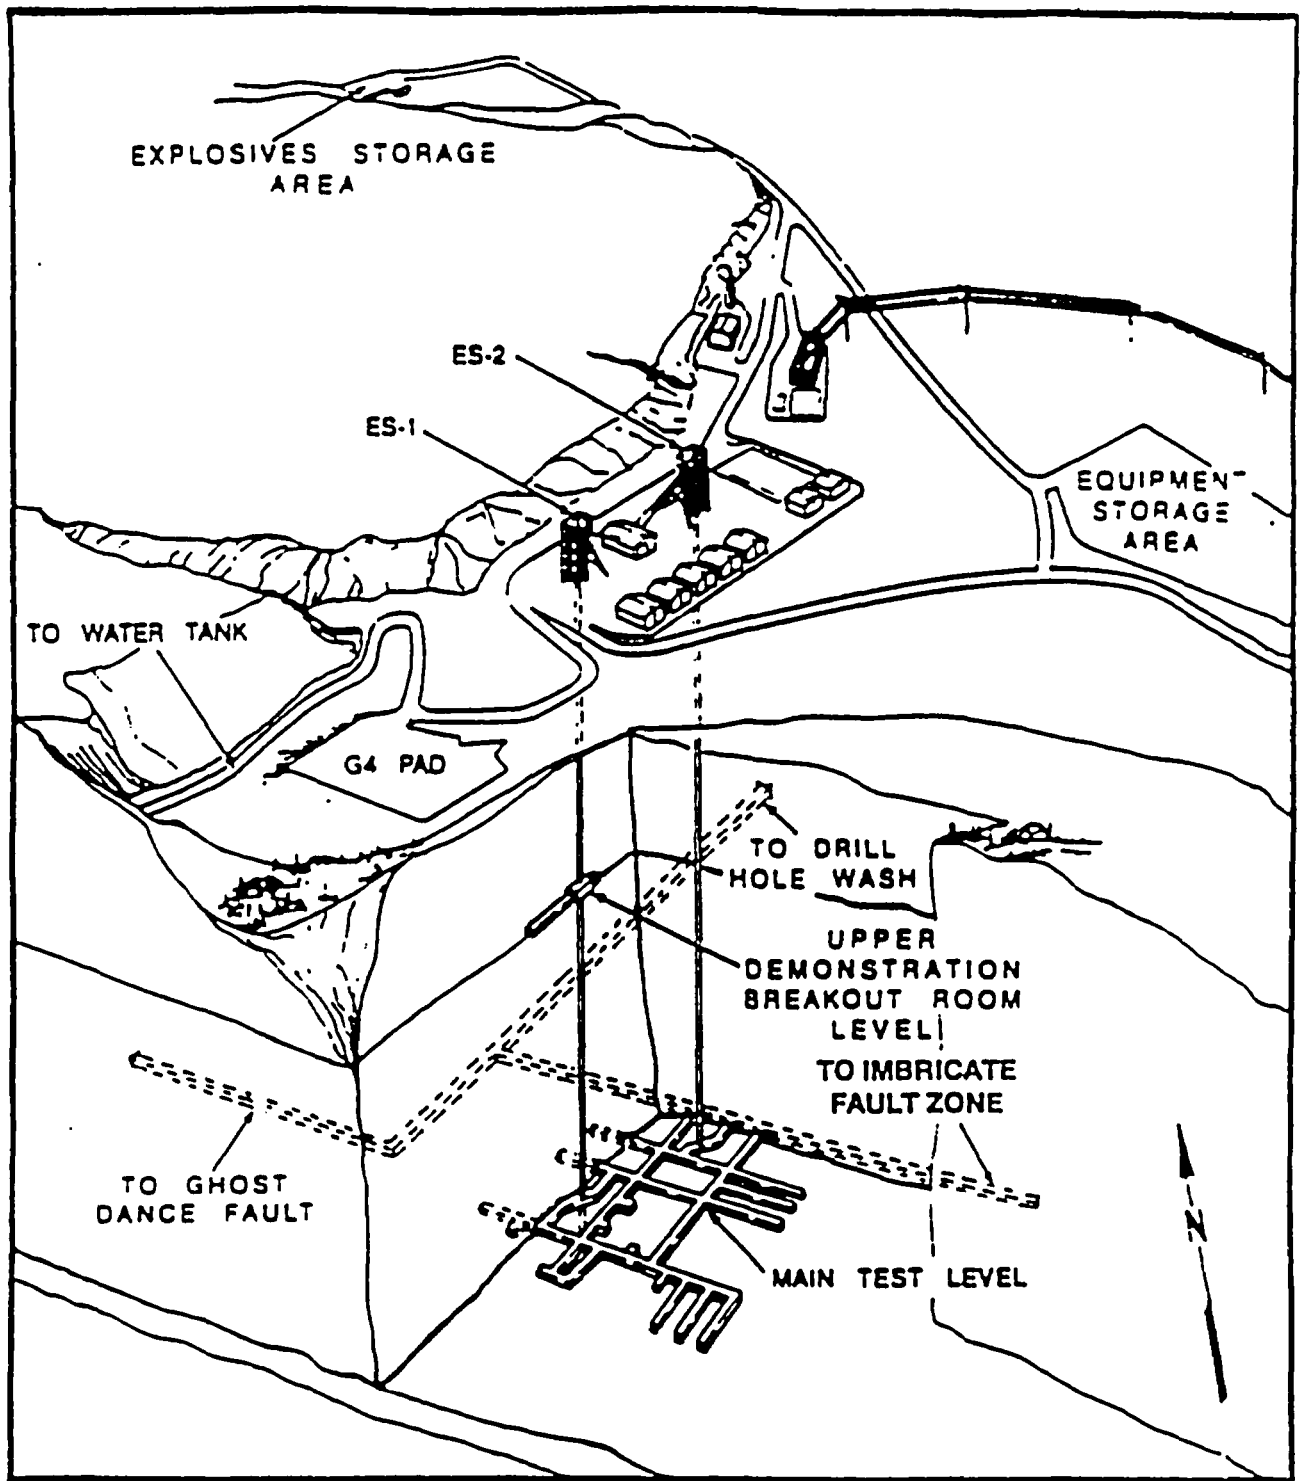 EXPLOSIVES STORAGE
AREA
ES-2
ES-1
EQUIPMENT
STORAGE
AREA
TO WATER TANK
G4 PAD
TO DRILL
HOLE WASH
UPPER
DEMONSTRATION
BREAKOUT ROOM
LEVEL
TO IMBRICATE
FAULT ZONE
TO GHOST
DANCE FAULT
MAIN TEST LEVEL
N